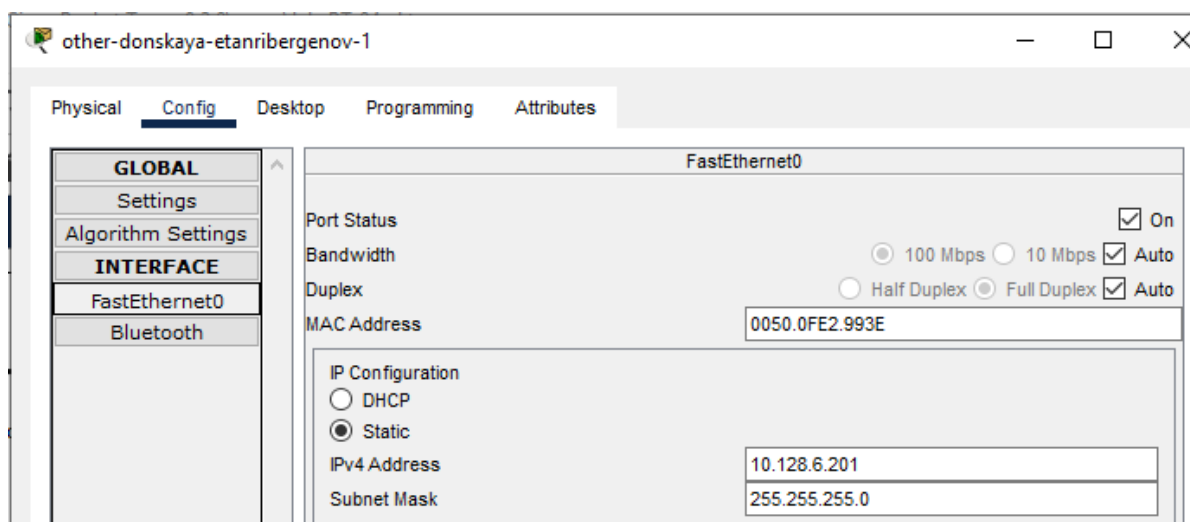 other-donskaya-etanribergenov-1
Physical Config Desktop Programming Attributes
GLOBAL
Settings
Algorithm Settings
INTERFACE
FastEthernet0
Bluetooth
FastEthernet0
Port Status On
Bandwidth 100 Mbps 10 Mbps Auto
Duplex Half Duplex Full Duplex Auto
MAC Address 0050.0FE2.993E
IP Configuration
DHCP
Static
IPv4 Address 10.128.6.201
Subnet Mask 255.255.255.0